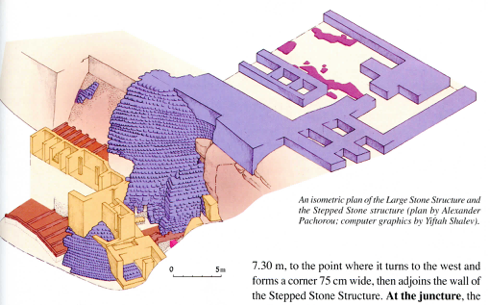 An isometric plan of the Large Stone Structure and
the Stepped Stone structure (plan by Alexander
Pachorou; computer graphics by Yiftah Shalev).
0 5m
7.30 m, to the point where it turns to the west and
forms a corner 75 cm wide, then adjoins the wall of
the Stepped Stone Structure. At the juncture, the